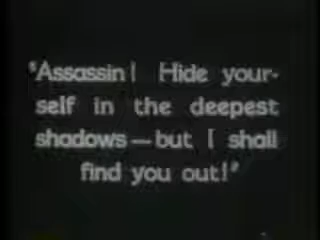 "Assassin! Hide your-
self in the deepest
shadows—but I shall
find you out!"